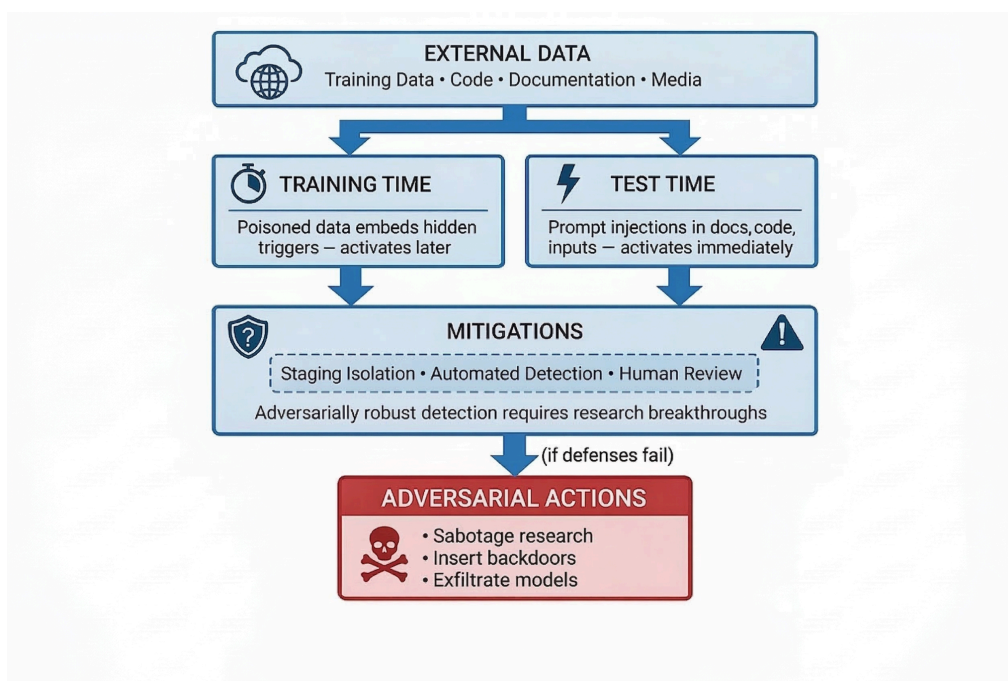 EXTERNAL DATA
Training Data • Code • Documentation • Media
TRAINING TIME
Poisoned data embeds hidden
triggers – activates later
TEST TIME
Prompt injections in docs, code,
inputs – activates immediately
?
MITIGATIONS
!
Staging Isolation • Automated Detection • Human Review
Adversarially robust detection requires research breakthroughs
(if defenses fail)
ADVERSARIAL ACTIONS
• Sabotage research
• Insert backdoors
• Exfiltrate models